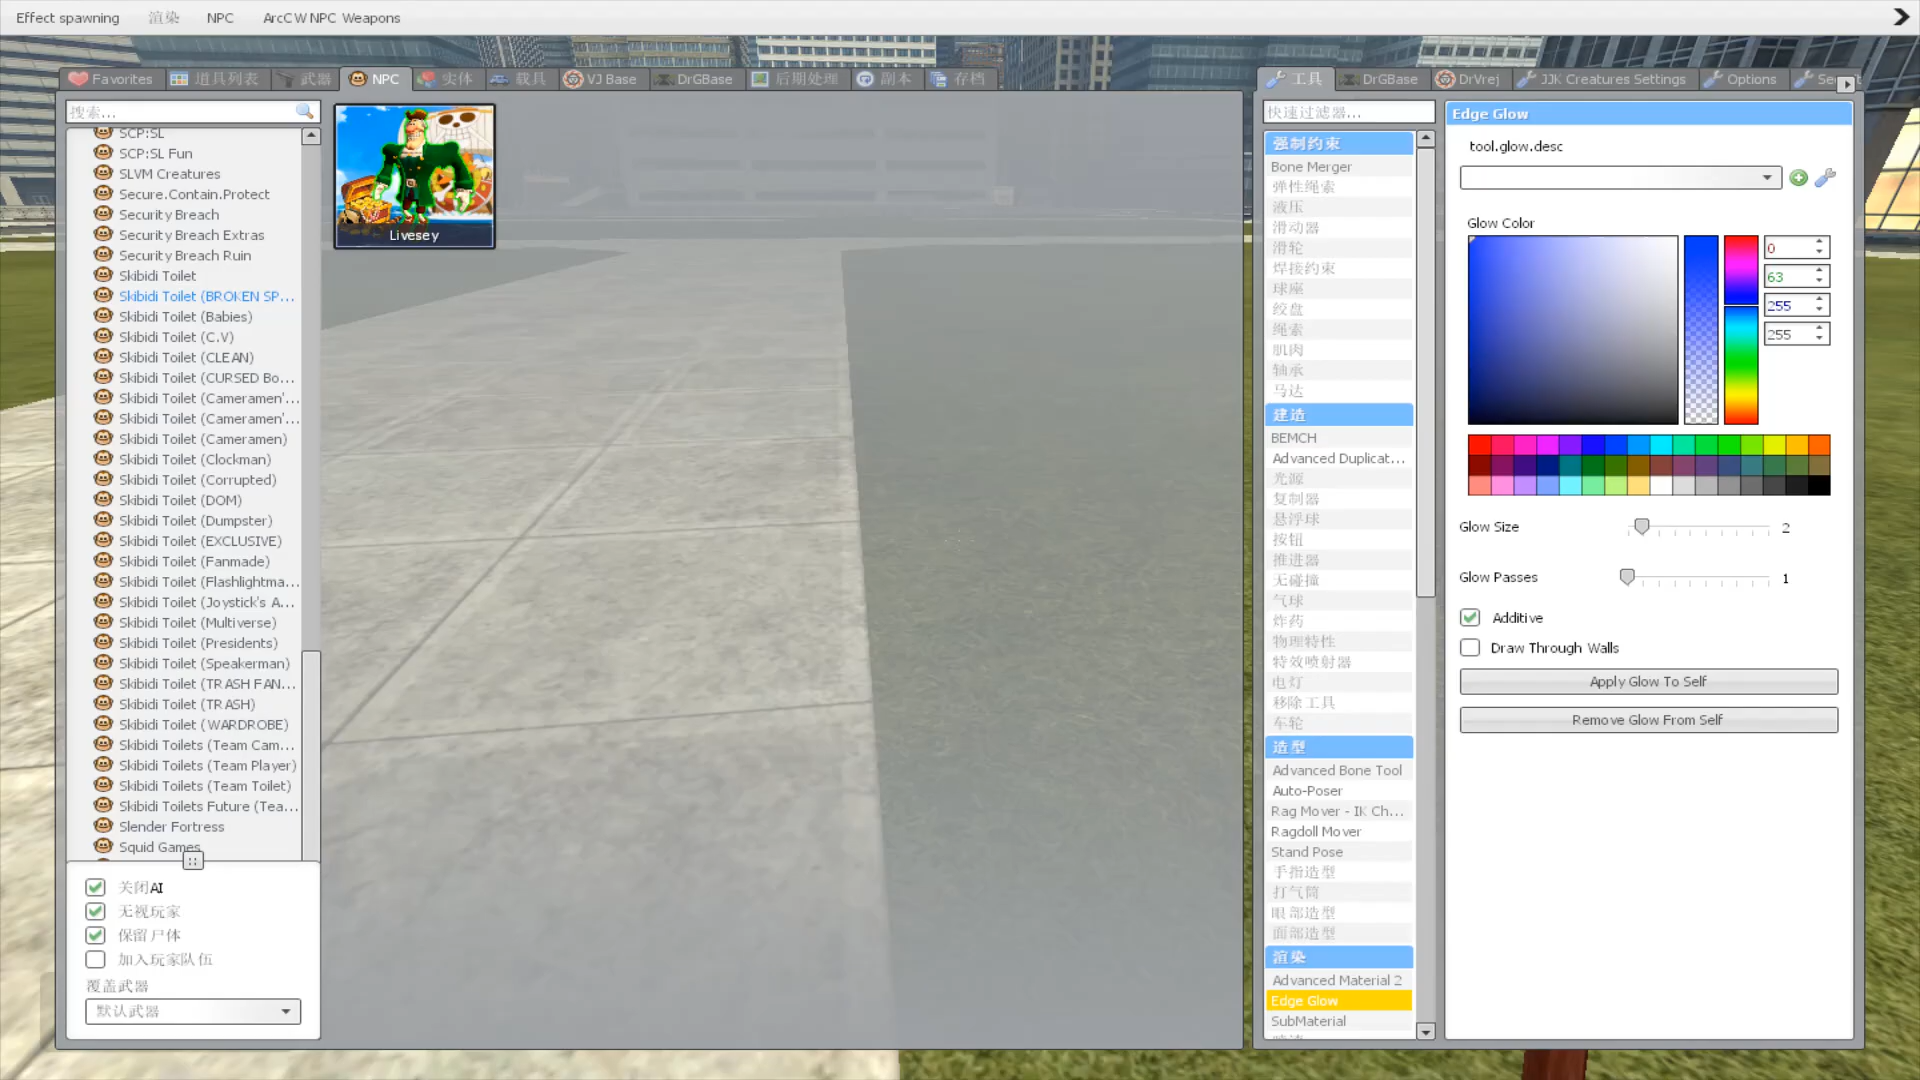 Effect spawning 渲染 NPC ArcCW NPC Weapons
Favorites 道具列表 武器 NPC 实体 载具 VJ Base DrGBase 后期处理 副本 存档
搜索...
SCP:SL
SCP:SL Fun
SLVM Creatures
Secure.Contain.Protect
Security Breach
Security Breach Extras
Security Breach Ruin
Skibidi Toilet
Skibidi Toilet (BROKEN SP...
Skibidi Toilet (Babies)
Skibidi Toilet (C.V)
Skibidi Toilet (CLEAN)
Skibidi Toilet (CURSED Bo...
Skibidi Toilet (Cameramen'...
Skibidi Toilet (Cameramen'...
Skibidi Toilet (Cameramen)
Skibidi Toilet (Clockman)
Skibidi Toilet (Corrupted)
Skibidi Toilet (DOM)
Skibidi Toilet (Dumpster)
Skibidi Toilet (EXCLUSIVE)
Skibidi Toilet (Fanmade)
Skibidi Toilet (Flashlightma...
Skibidi Toilet (Joystick's A...
Skibidi Toilet (Multiverse)
Skibidi Toilet (Presidents)
Skibidi Toilet (Speakerman)
Skibidi Toilet (TRASH FAN...
Skibidi Toilet (TRASH)
Skibidi Toilet (WARDROBE)
Skibidi Toilets (Team Cam...
Skibidi Toilets (Team Player)
Skibidi Toilets (Team Toilet)
Skibidi Toilets Future (Tea...
Slender Fortress
Squid Games
关闭AI
无视玩家
保留尸体
加入玩家队伍
覆盖武器
默认武器
Livesey
工具 DrGBase DrVrej JJK Creatures Settings Options
快速过滤器...
强制约束
Bone Merger
弹性绳索
液压
滑动器
滑轮
焊接约束
球座
绞盘
绳索
肌肉
轴承
马达
建造
BEMCH
Advanced Duplicat...
光源
复制器
悬浮球
按钮
推进器
无碰撞
气球
炸药
物理特性
特效喷射器
电灯
移除工具
车轮
造型
Advanced Bone Tool
Auto-Poser
Rag Mover - IK Ch...
Ragdoll Mover
Stand Pose
手指造型
打气筒
眼部造型
面部造型
渲染
Advanced Material 2
Edge Glow
SubMaterial
Edge Glow
tool.glow.desc
Glow Color
0
63
255
255
Glow Size 2
Glow Passes 1
Additive
Draw Through Walls
Apply Glow To Self
Remove Glow From Self